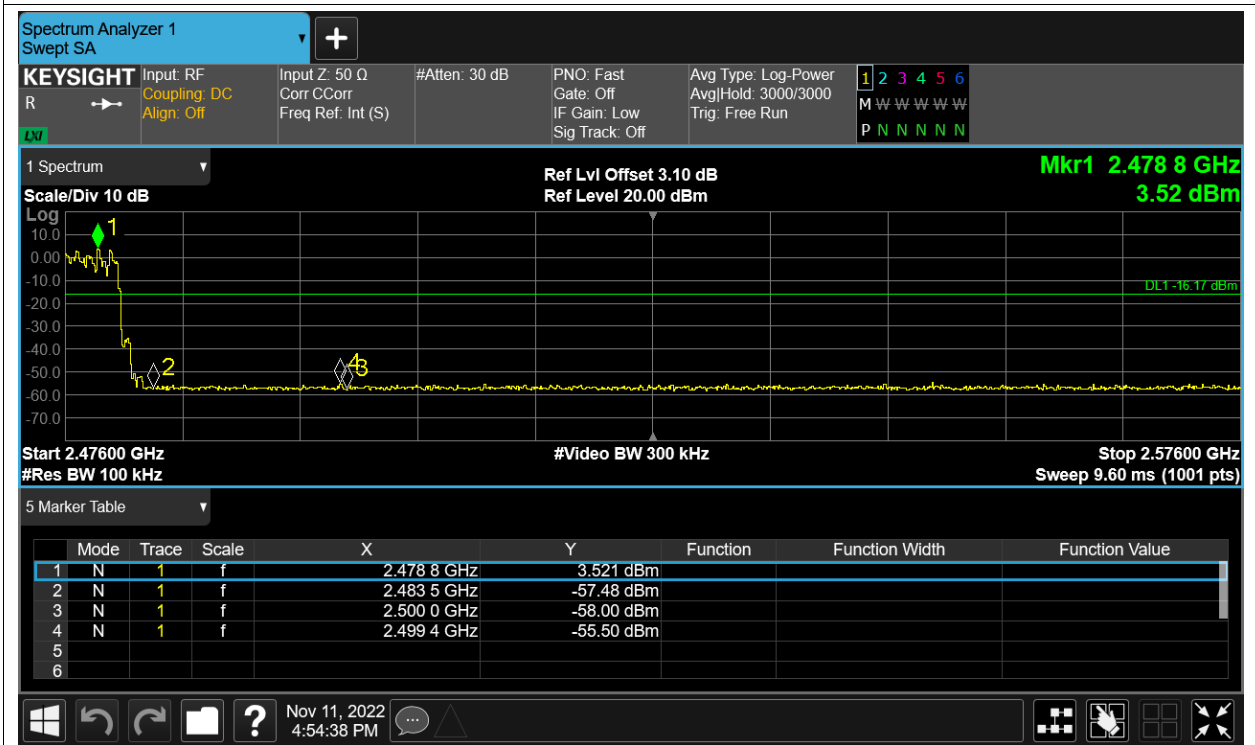 Spectrum Analyzer 1
Swept SA
KEYSIGHT Input: RF Input Z: 50 Ω #Atten: 30 dB PNO: Fast Avg Type: Log-Power 1 2 3 4 5 6
R Coupling: DC Corr CCorr Gate: Off Avg|Hold: 3000/3000 M W W W W W
Align: Off Freq Ref: Int (S) IF Gain: Low Trig: Free Run
LXI Sig Track: Off P N N N N N
1 Spectrum Ref Lvl Offset 3.10 dB Mkr1 2.478 8 GHz
Scale/Div 10 dB Ref Level 20.00 dBm 3.52 dBm
Log
1
10.0
0.00
-10.0
DL1 -16.17 dBm
-20.0
-30.0
-40.0
2 4 3
-50.0
-60.0
-70.0
Start 2.47600 GHz #Video BW 300 kHz Stop 2.57600 GHz
#Res BW 100 kHz Sweep 9.60 ms (1001 pts)
5 Marker Table
Mode Trace Scale X Y Function Function Width Function Value
1 N 1 f 2.478 8 GHz 3.521 dBm
2 N 1 f 2.483 5 GHz -57.48 dBm
3 N 1 f 2.500 0 GHz -58.00 dBm
4 N 1 f 2.499 4 GHz -55.50 dBm
5
6
? Nov 11, 2022
4:54:38 PM